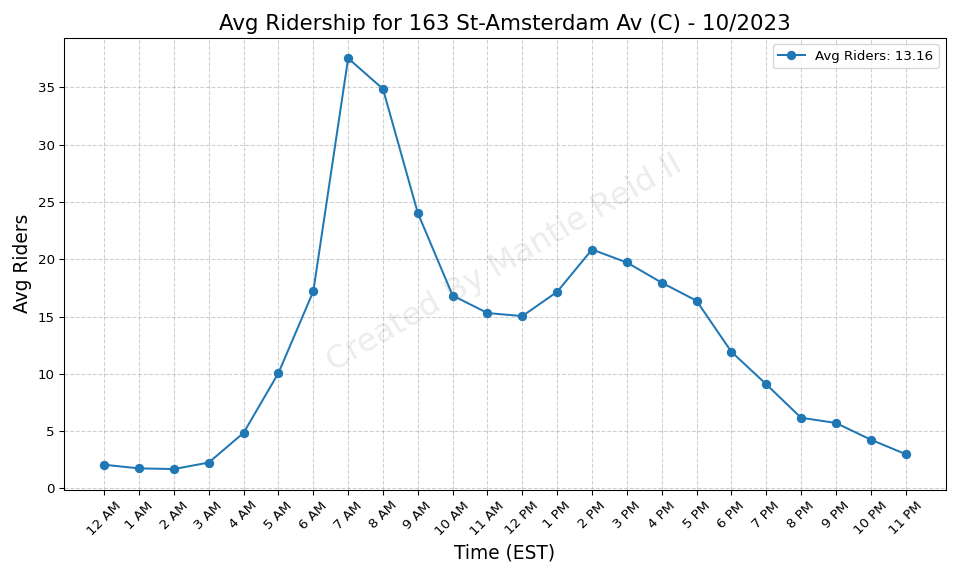 Avg Ridership for 163 St-Amsterdam Av (C) - 10/2023
Avg Riders: 13.16
Avg Riders
35
30
25
20
15
10
5
0
Created By Mantie Reid II
12 AM
1 AM
2 AM
3 AM
4 AM
5 AM
6 AM
7 AM
8 AM
9 AM
10 AM
11 AM
12 PM
1 PM
2 PM
3 PM
4 PM
5 PM
6 PM
7 PM
8 PM
9 PM
10 PM
11 PM
Time (EST)